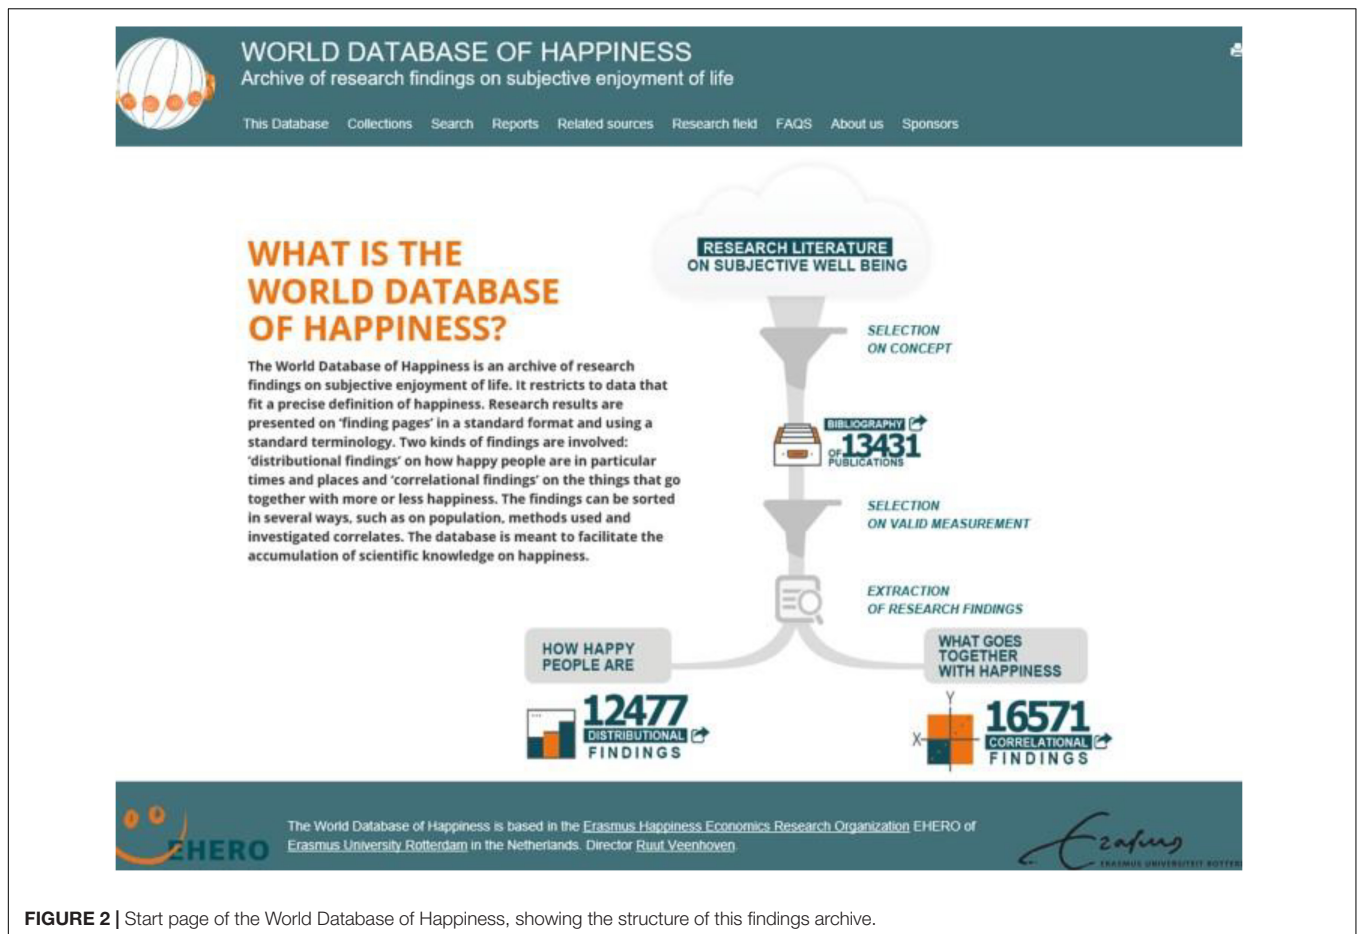 WORLD DATABASE OF HAPPINESS
Archive of research findings on subjective enjoyment of life
This Database Collections Search Reports Related sources Research field FAQS About us Sponsors
WHAT IS THE
WORLD DATABASE
OF HAPPINESS?
The World Database of Happiness is an archive of research
findings on subjective enjoyment of life. It restricts to data that
fit a precise definition of happiness. Research results are
presented on 'finding pages' in a standard format and using a
standard terminology. Two kinds of findings are involved:
'distributional findings' on how happy people are in particular
times and places and 'correlational findings' on the things that go
together with more or less happiness. The findings can be sorted
in several ways, such as on population, methods used and
investigated correlates. The database is meant to facilitate the
accumulation of scientific knowledge on happiness.
RESEARCH LITERATURE
ON SUBJECTIVE WELL BEING
SELECTION
ON CONCEPT
BIBLIOGRAPHY
OF 13431
PUBLICATIONS
SELECTION
ON VALID MEASUREMENT
EXTRACTION
OF RESEARCH FINDINGS
HOW HAPPY
PEOPLE ARE
12477
DISTRIBUTIONAL
FINDINGS
WHAT GOES
TOGETHER
WITH HAPPINESS
Y
X
16571
CORRELATIONAL
FINDINGS
EHERO
The World Database of Happiness is based in the Erasmus Happiness Economics Research Organization EHERO of
Erasmus University Rotterdam in the Netherlands. Director Ruut Veenhoven.
Erasmus
ERASMUS UNIVERSITEIT ROTTER
FIGURE 2 | Start page of the World Database of Happiness, showing the structure of this findings archive.